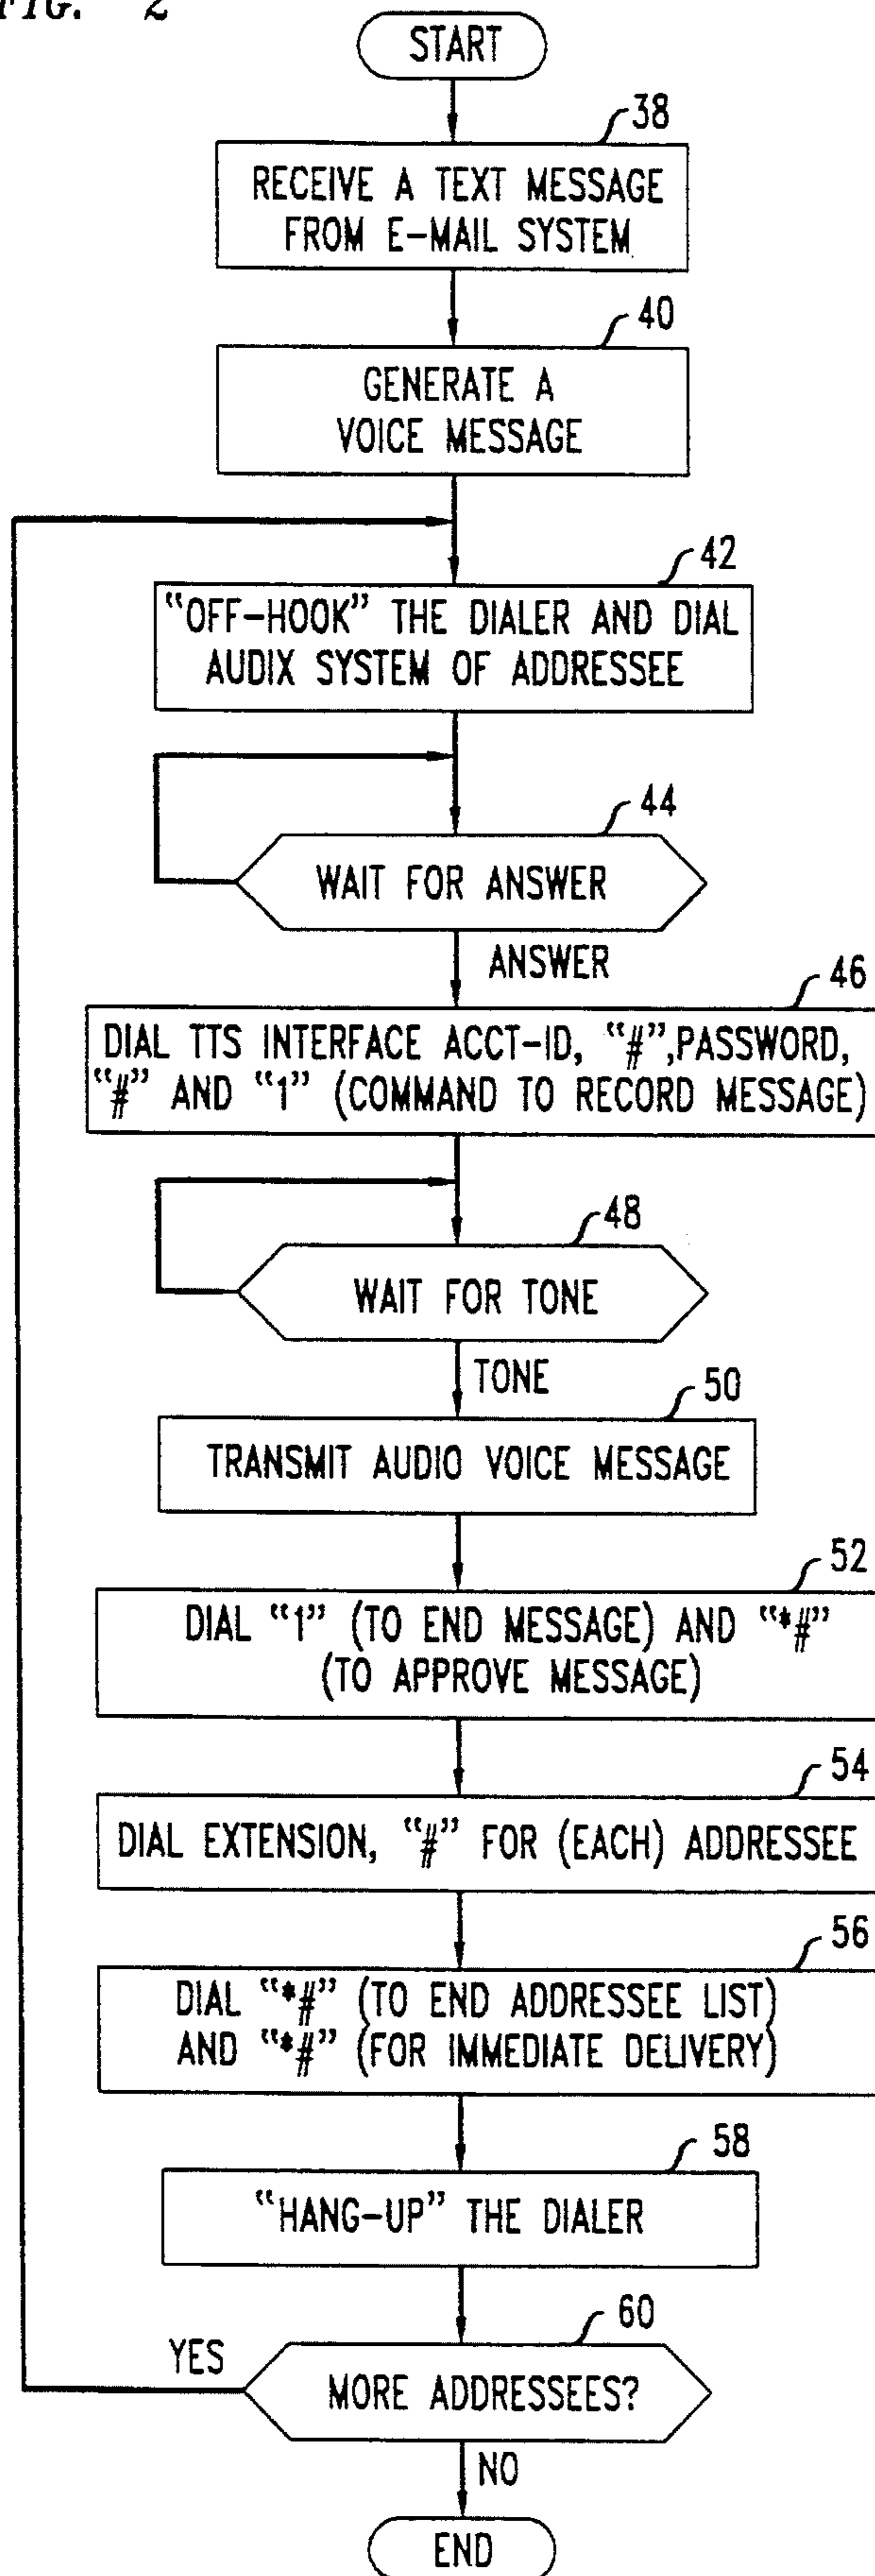 FIG. 2
START
38
RECEIVE A TEXT MESSAGE
FROM E-MAIL SYSTEM
40
GENERATE A
VOICE MESSAGE
42
“OFF-HOOK” THE DIALER AND DIAL
AUDIX SYSTEM OF ADDRESSEE
44
WAIT FOR ANSWER
ANSWER
46
DIAL TTS INTERFACE ACCT-ID, “#”,PASSWORD,
“#” AND “1” (COMMAND TO RECORD MESSAGE)
48
WAIT FOR TONE
TONE
50
TRANSMIT AUDIO VOICE MESSAGE
52
DIAL “1” (TO END MESSAGE) AND “*#”
(TO APPROVE MESSAGE)
54
DIAL EXTENSION, “#” FOR (EACH) ADDRESSEE
56
DIAL “*#” (TO END ADDRESSEE LIST)
AND “*#” (FOR IMMEDIATE DELIVERY)
58
“HANG-UP” THE DIALER
60
YES
MORE ADDRESSEES?
NO
END